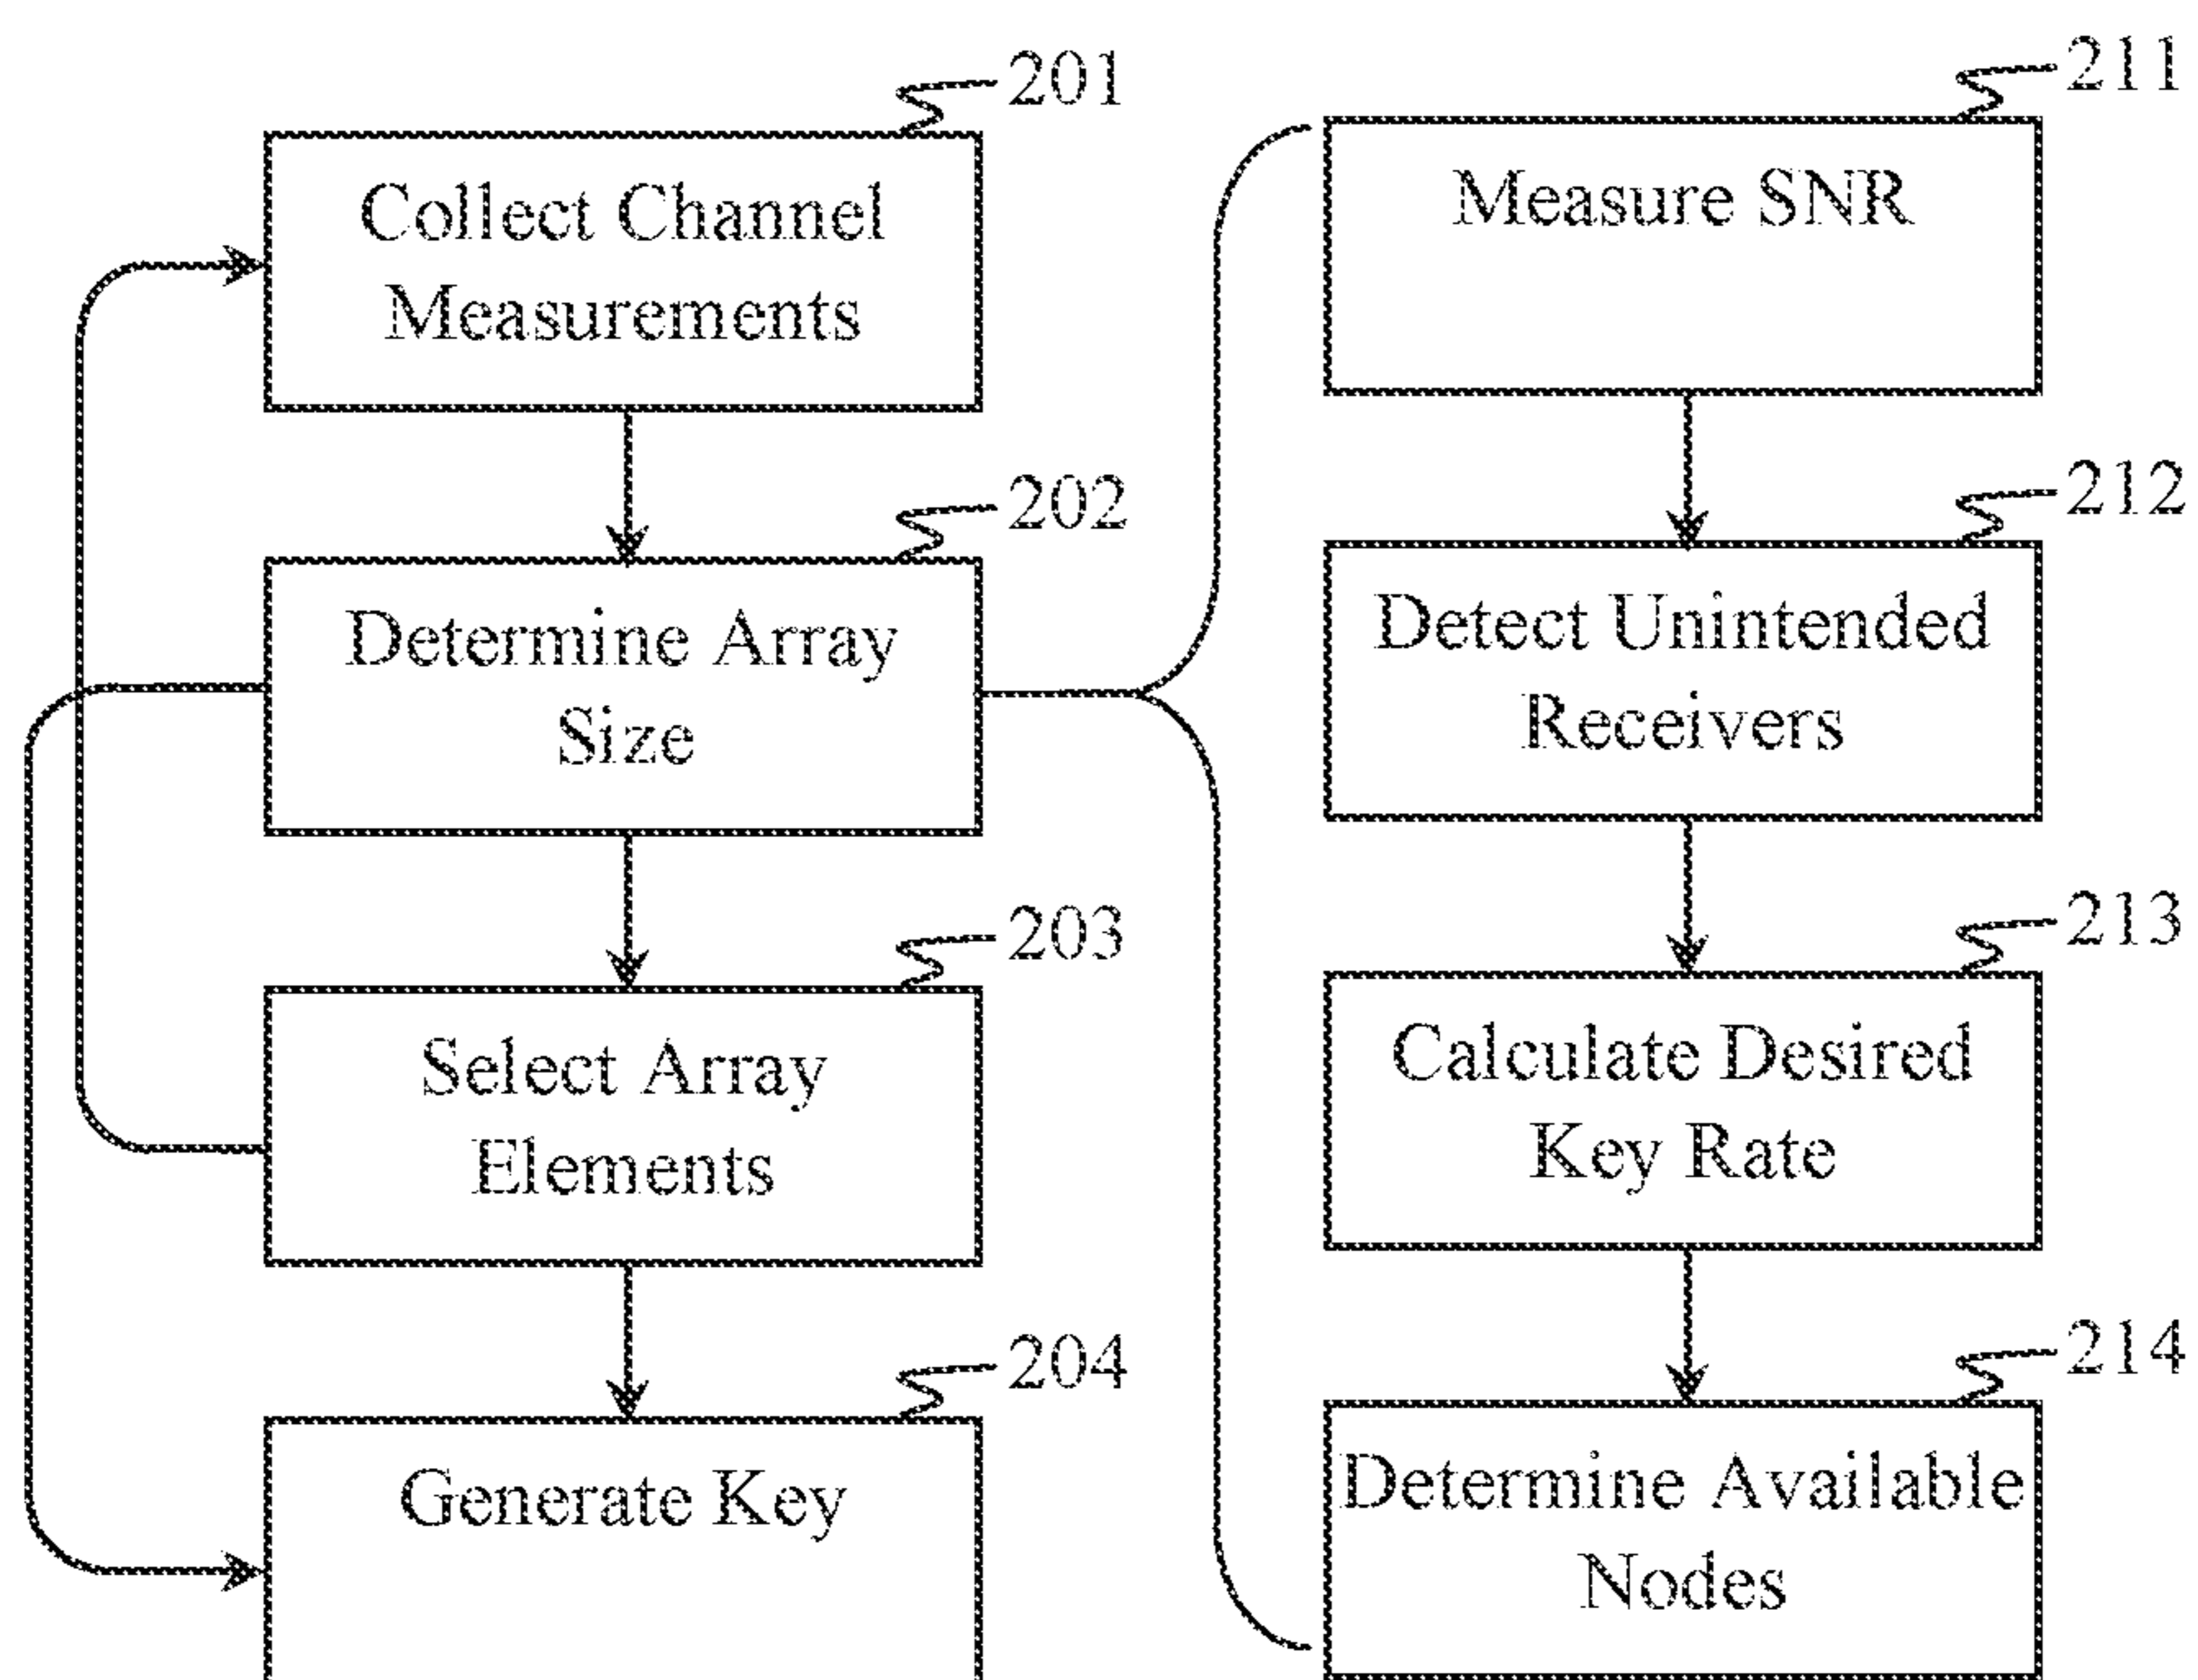 201
Collect Channel
Measurements
202
Determine Array
Size
203
Select Array
Elements
204
Generate Key
211
Measure SNR
212
Detect Unintended
Receivers
213
Calculate Desired
Key Rate
214
Determine Available
Nodes